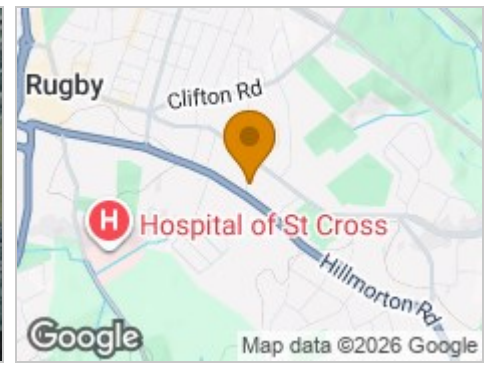 Rugby
Clifton Rd
H
Hospital of St Cross
Hillmorton Rd
Google
Map data ©2026 Google